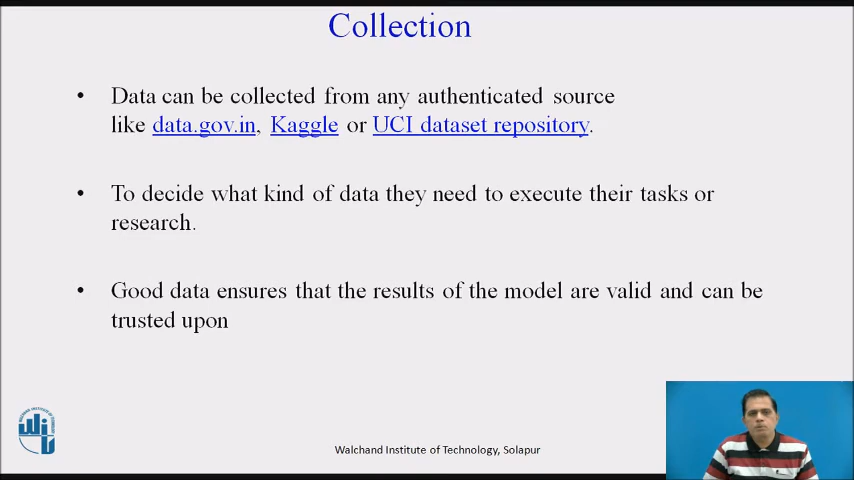 Collection
• Data can be collected from any authenticated source
like data.gov.in, Kaggle or UCI dataset repository.
• To decide what kind of data they need to execute their tasks or
research.
• Good data ensures that the results of the model are valid and can be
trusted upon
Walchand Institute of Technology, Solapur